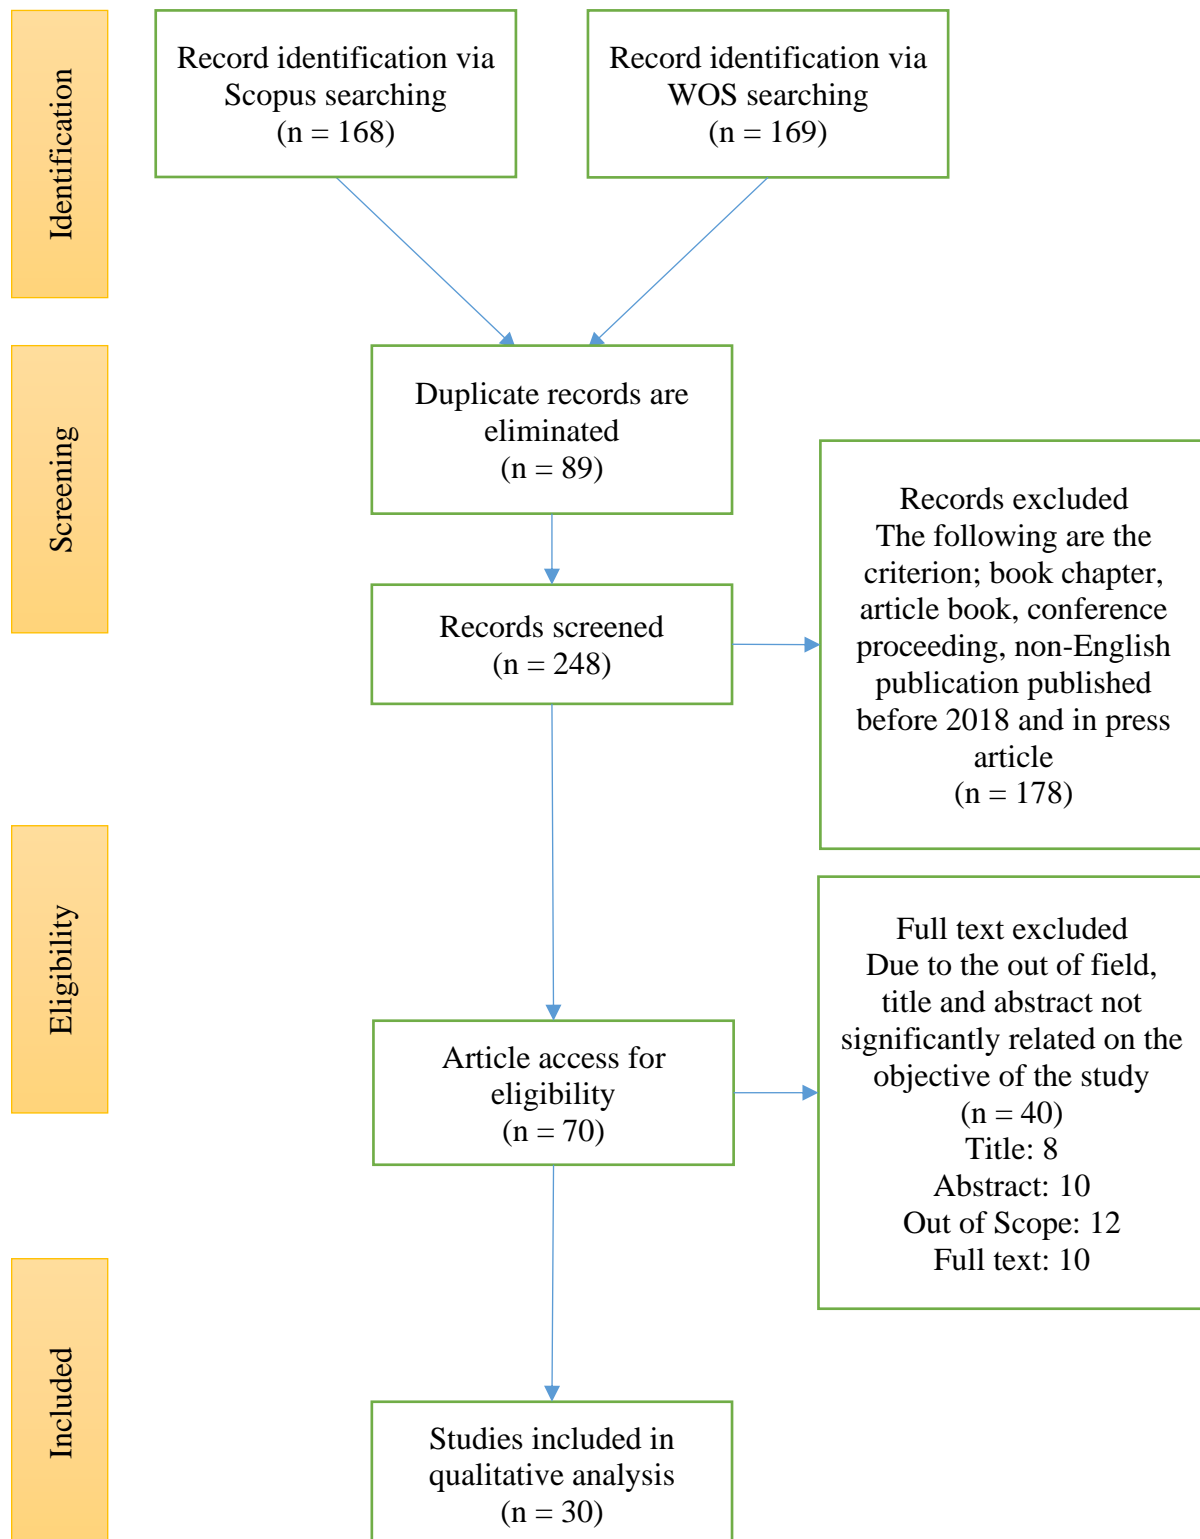 Identification
Record identification via
Scopus searching
(n = 168)
Record identification via
WOS searching
(n = 169)
Screening
Duplicate records are
eliminated
(n = 89)
Records screened
(n = 248)
Records excluded
The following are the
criterion; book chapter,
article book, conference
proceeding, non-English
publication published
before 2018 and in press
article
(n = 178)
Eligibility
Article access for
eligibility
(n = 70)
Full text excluded
Due to the out of field,
title and abstract not
significantly related on the
objective of the study
(n = 40)
Title: 8
Abstract: 10
Out of Scope: 12
Full text: 10
Included
Studies included in
qualitative analysis
(n = 30)